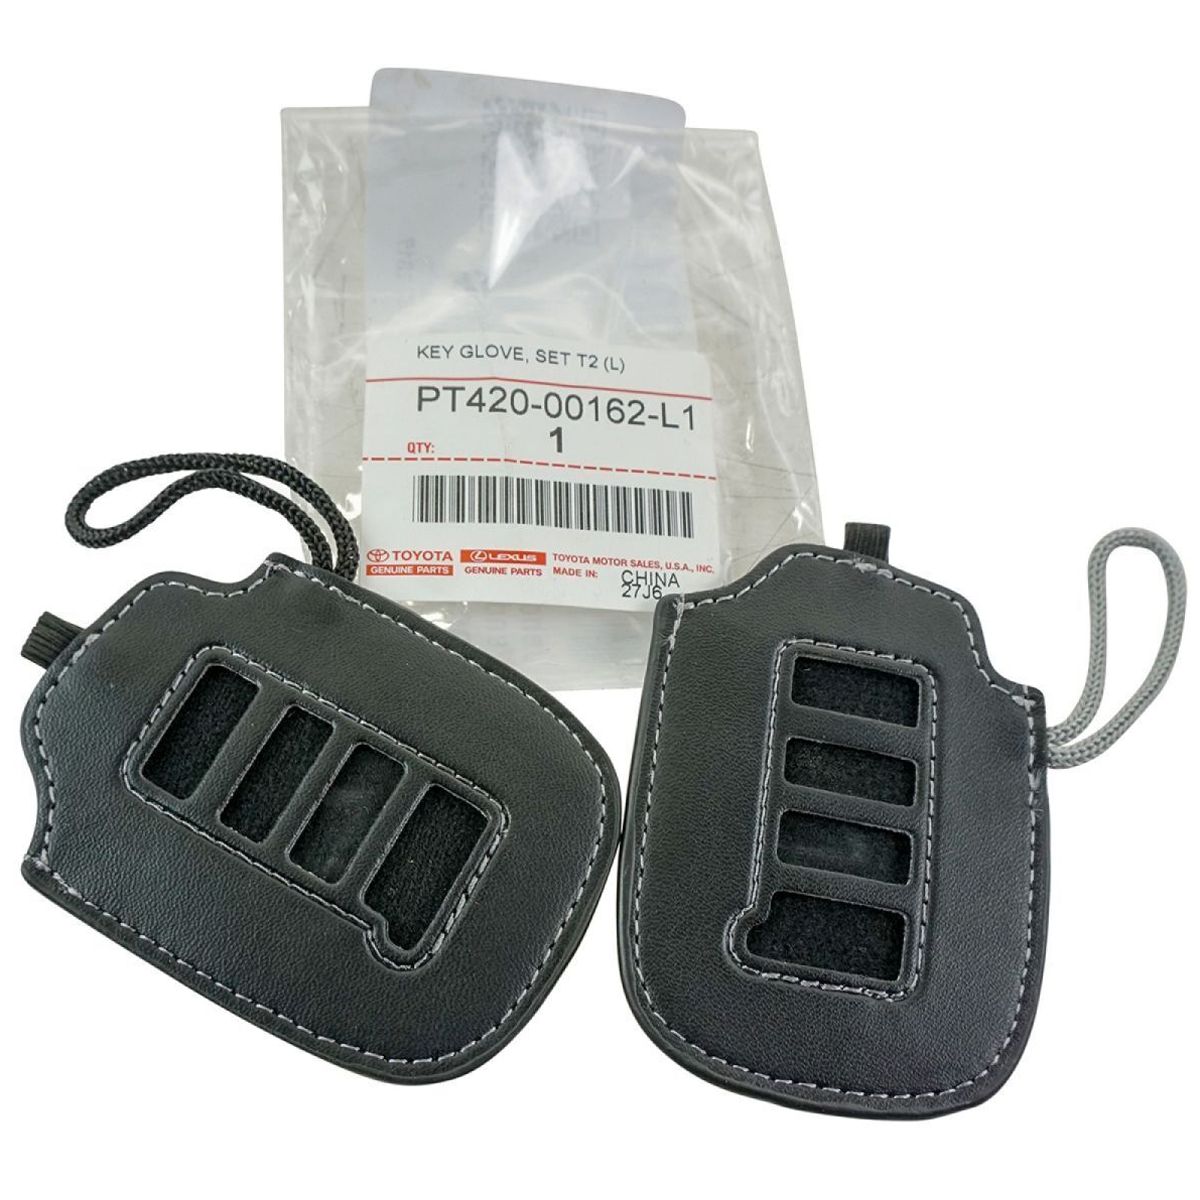 KEY GLOVE, SET T2 (L)
PT420-00162-L1
QTY: 1
TOYOTA LEXUS TOYOTA MOTOR SALES, U.S.A., INC.
GENUINE PARTS GENUINE PARTS MADE IN: CHINA
27J6